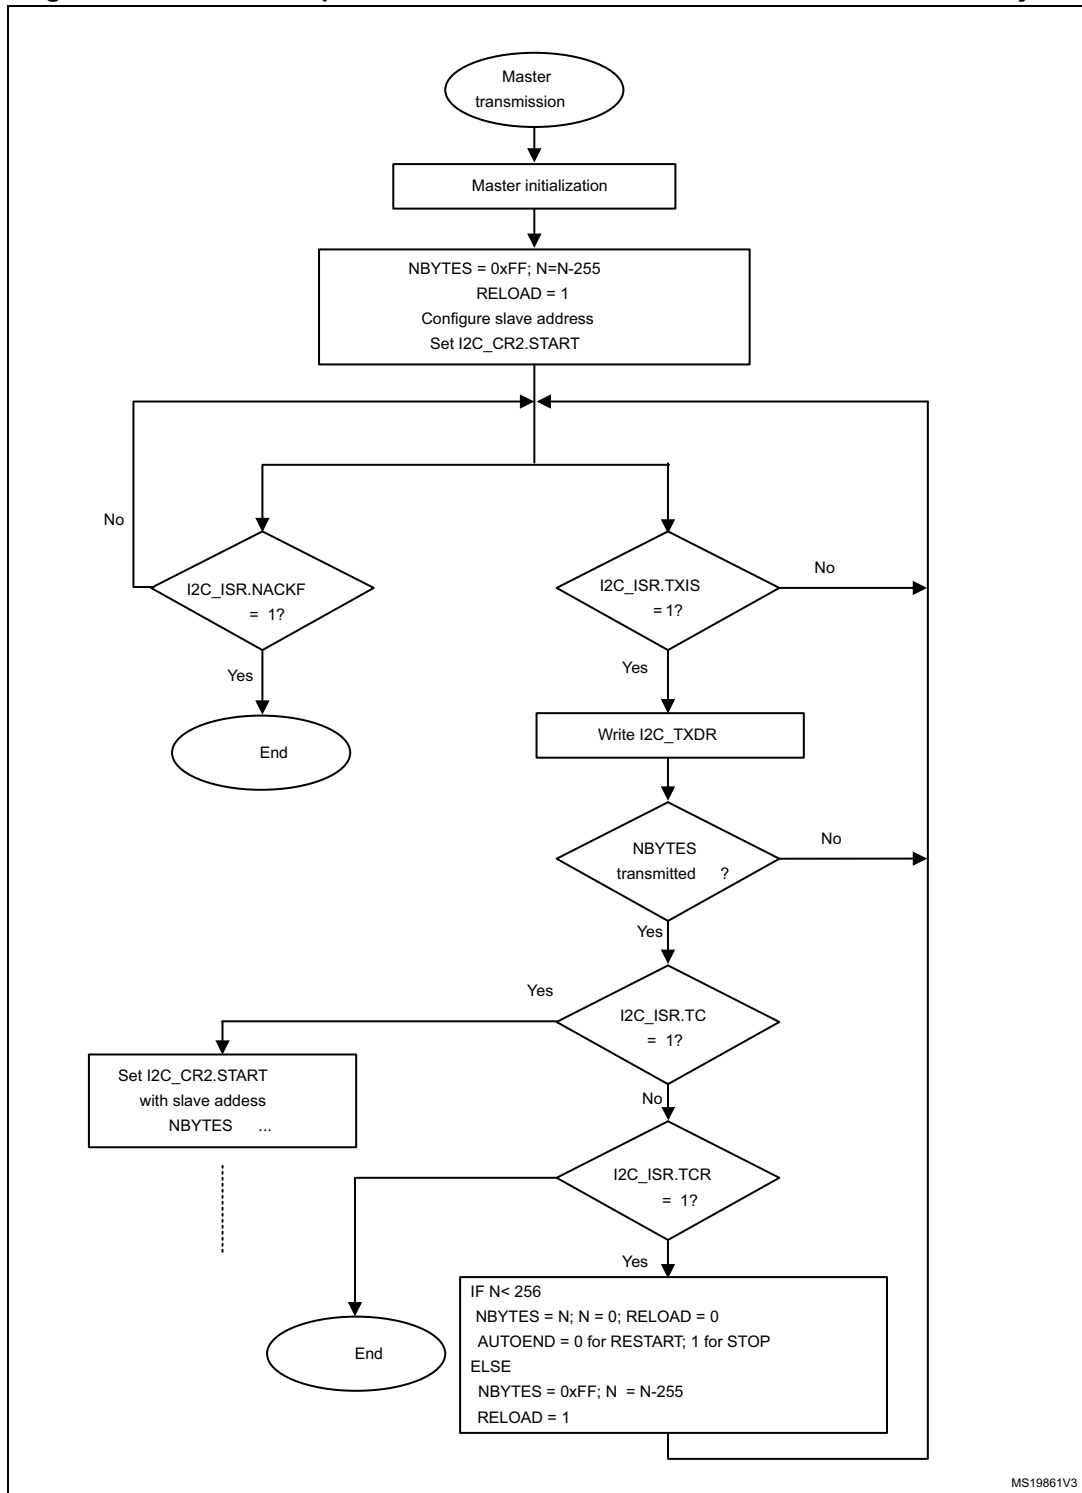 Master
transmission
Master initialization
NBYTES = 0xFF; N=N-255
RELOAD = 1
Configure slave address
Set I2C_CR2.START
No
I2C_ISR.NACKF
= 1?
Yes
End
I2C_ISR.TXIS
= 1?
No
Yes
Write I2C_TXDR
NBYTES
transmitted ?
No
Yes
I2C_ISR.TC
= 1?
Yes
Set I2C_CR2.START
with slave addess
NBYTES ...
No
I2C_ISR.TCR
= 1?
Yes
End
IF N< 256
NBYTES = N; N = 0; RELOAD = 0
AUTOEND = 0 for RESTART; 1 for STOP
ELSE
NBYTES = 0xFF; N = N-255
RELOAD = 1
MS19861V3